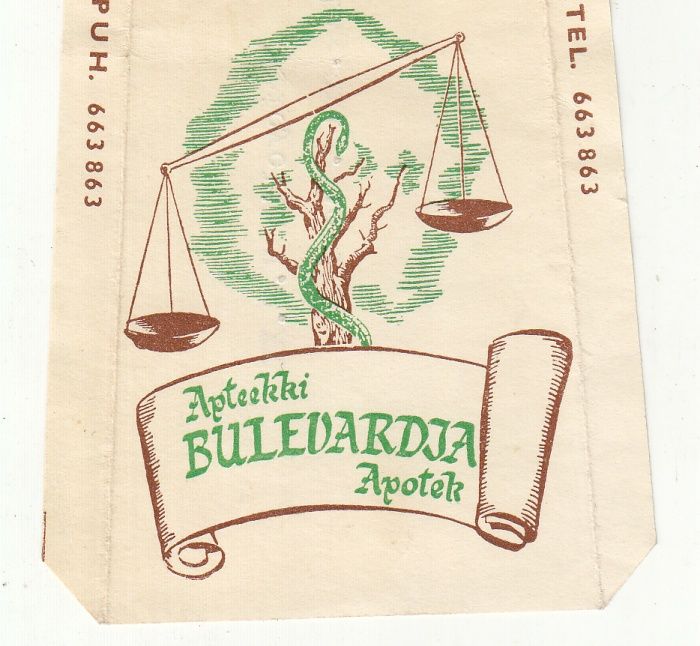 PUH. 663863
TEL. 663863
Apteekki
BULEVARDIA
Apotek